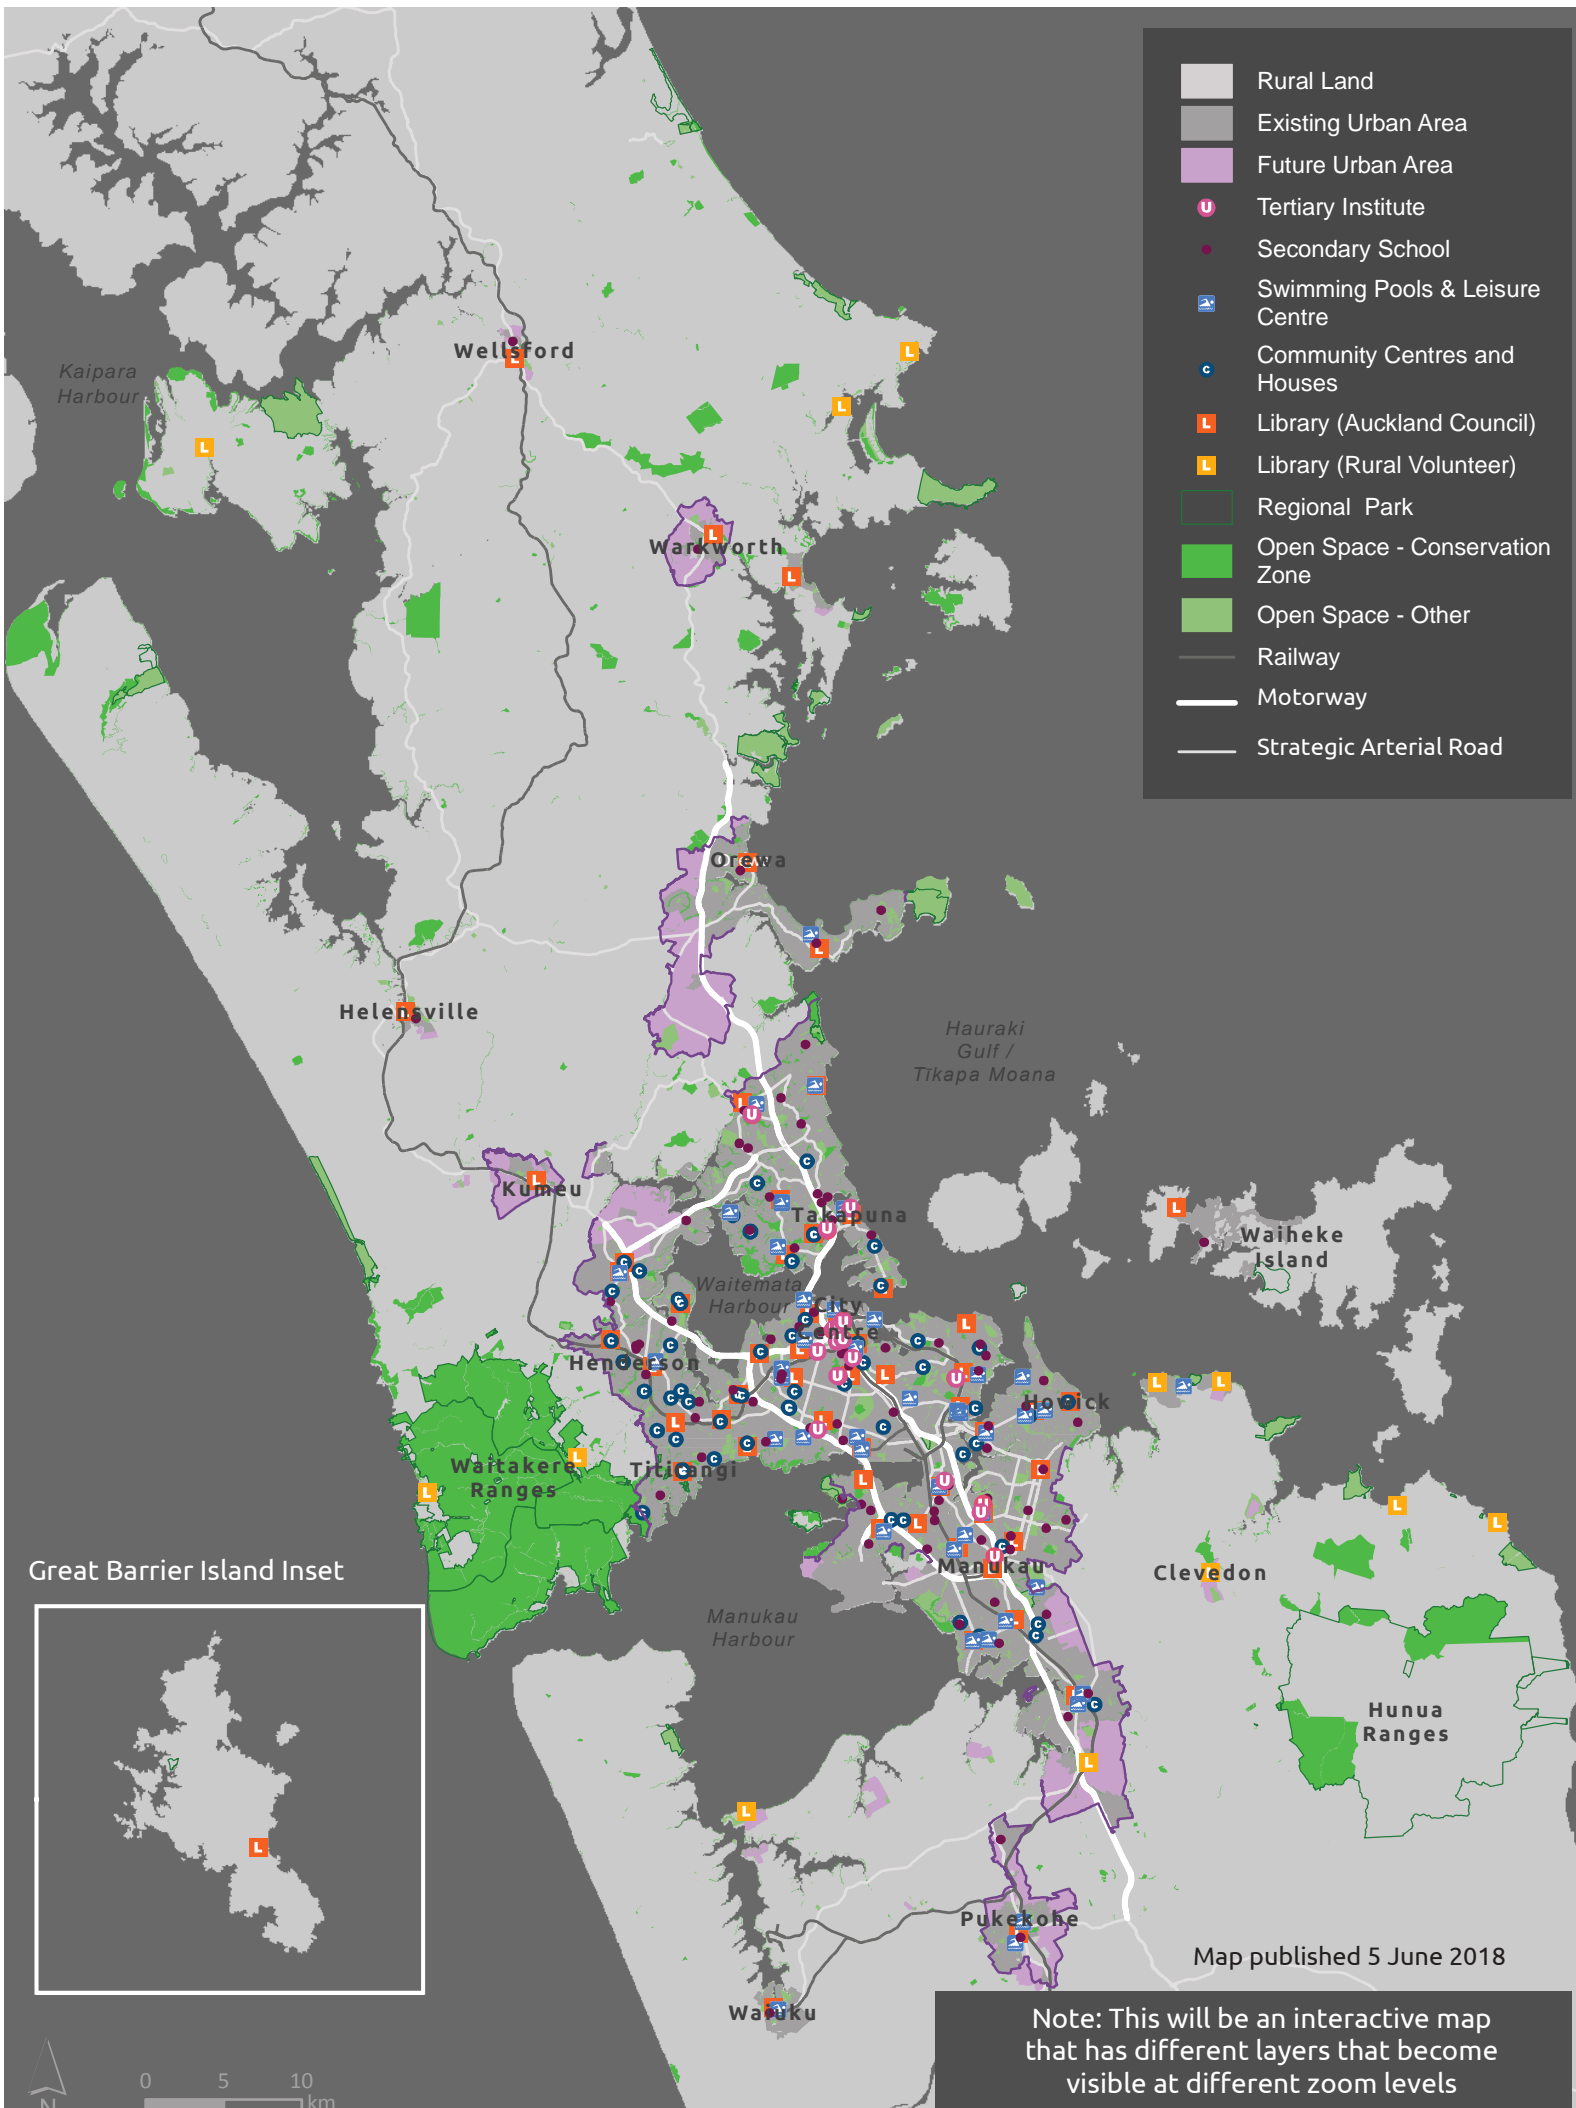 Rural Land
Existing Urban Area
Future Urban Area
U
Tertiary Institute
Secondary School
Swimming Pools & Leisure
Centre
C
Community Centres and
Houses
L
Library (Auckland Council)
L
Library (Rural Volunteer)
Regional Park
Open Space - Conservation
Zone
Open Space - Other
Railway
Motorway
Strategic Arterial Road
Wellsford
Kaipara
Harbour
Warkworth
Orewa
Helensville
Hauraki
Gulf /
Tīkapa Moana
Kumeu
Takapuna
Waiheke
Island
Waitemata
Harbour
City
Centre
Henderson
Howick
Waitakere
Ranges
Titirangi
Manukau
Clevedon
Great Barrier Island Inset
Manukau
Harbour
Hunua
Ranges
Pukekohe
Map published 5 June 2018
Waiuku
Note: This will be an interactive map
that has different layers that become
visible at different zoom levels
N
0 5 10
km